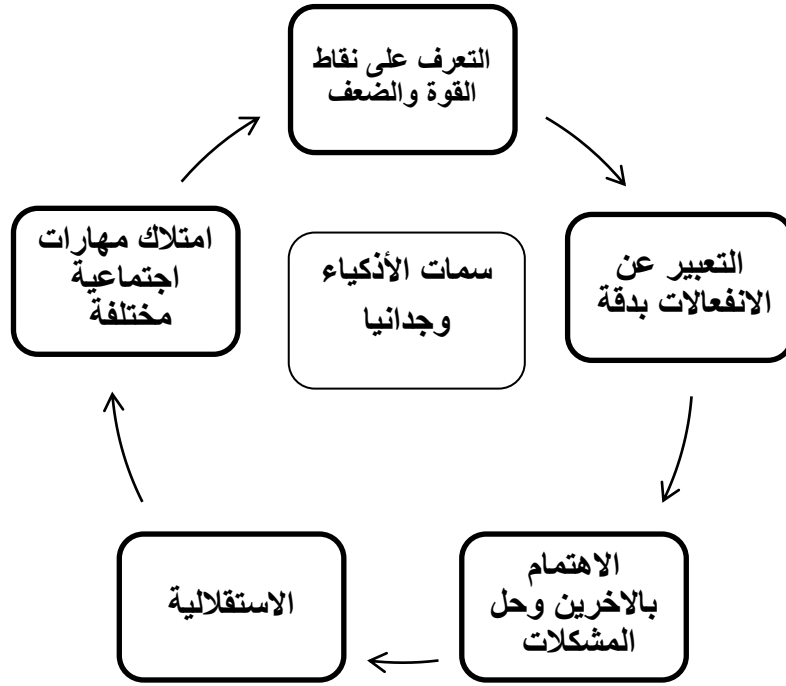 التعرف على نقاط
القوة والضعف
التعبير عن
الانفعالات بدقة
الاهتمام
بالاخرين وحل
المشكلات
الاستقلالية
امتلاك مهارات
اجتماعية
مختلفة
سمات الأذكياء
وجدانيا